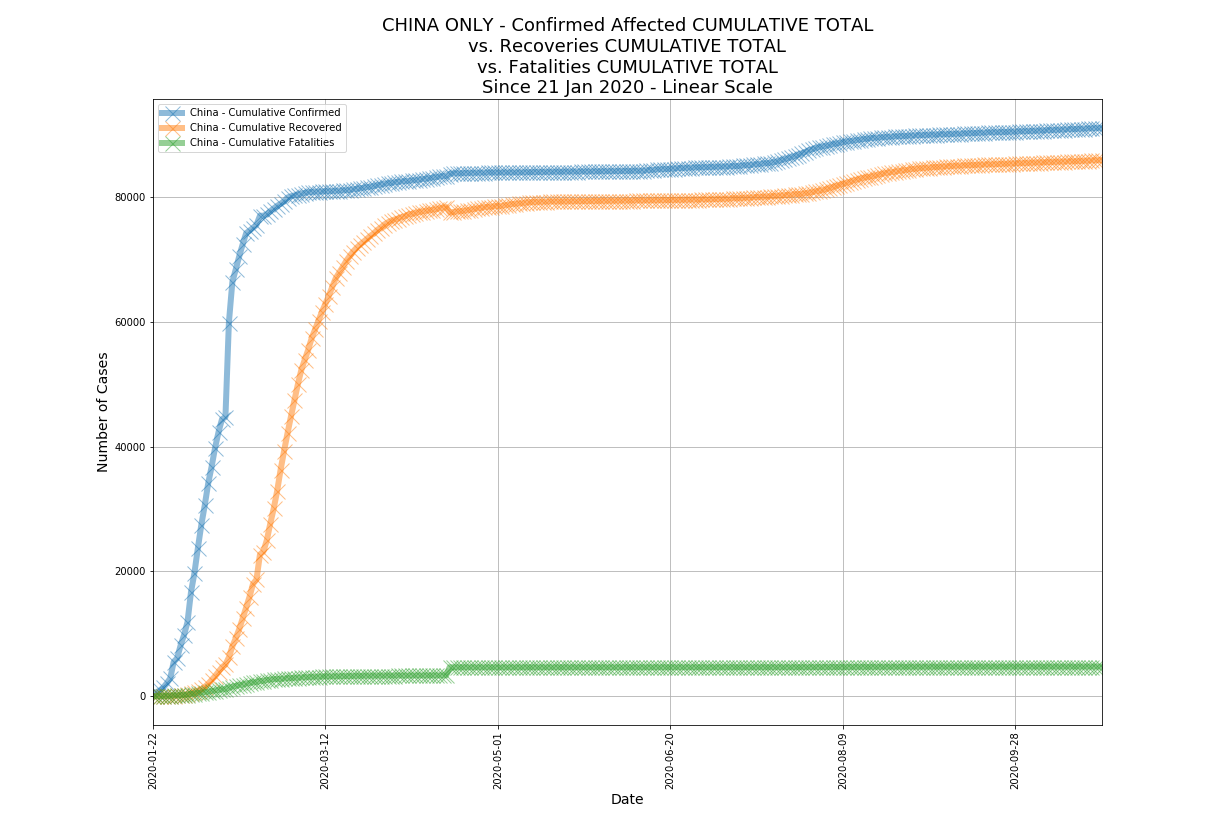 CHINA ONLY - Confirmed Affected CUMULATIVE TOTAL
vs. Recoveries CUMULATIVE TOTAL
vs. Fatalities CUMULATIVE TOTAL
Since 21 Jan 2020 - Linear Scale
China - Cumulative Confirmed
China - Cumulative Recovered
China - Cumulative Fatalities
Number of Cases
80000
60000
40000
20000
0
2020-01-22
2020-03-12
2020-05-01
2020-06-20
2020-08-09
2020-09-28
Date